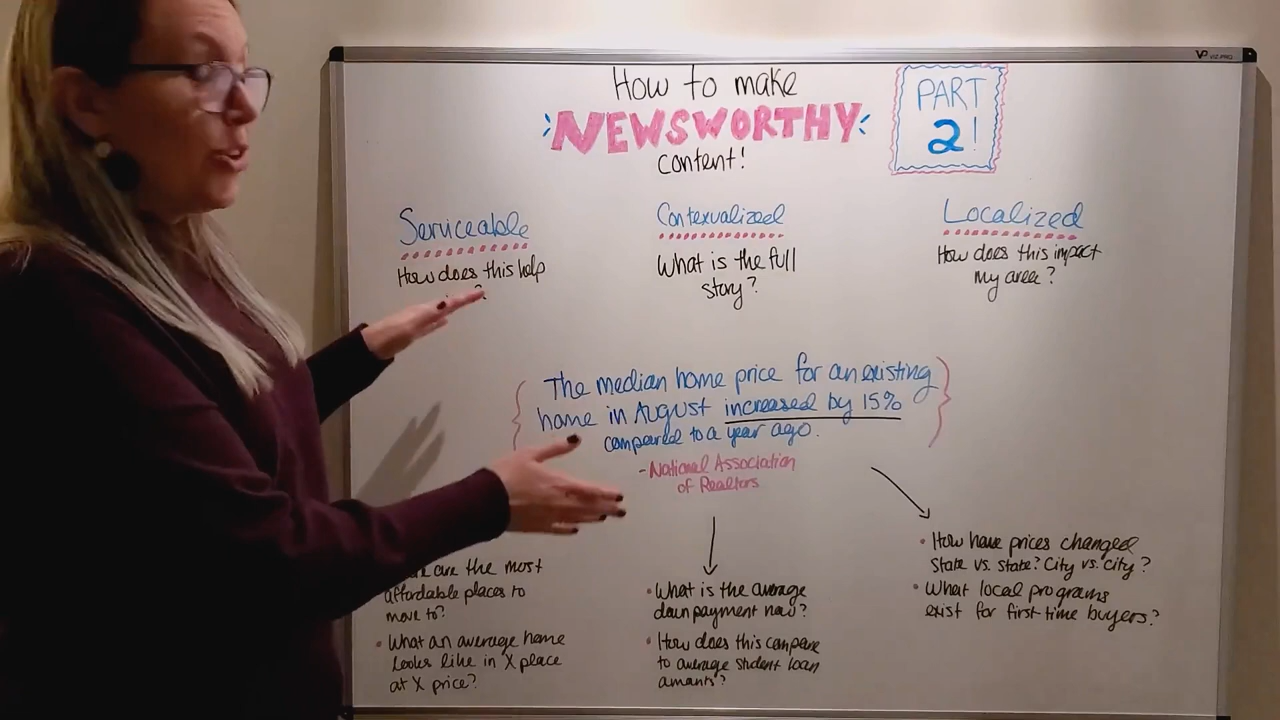 VIZ-PRO
How to make
PART
NEWSWORTHY
2!
content!
Serviceable
Contexualized
Localized
How does this help
?
What is the full
story?
How does this impact
my area?
The median home price for an existing
home in August increased by 15%
compared to a year ago.
- National Association
of Realtors
are the most
affordable places to
move to?
• What an average home
looks like in X place
at X price?
• What is the average
down payment now?
• How does this compare
to average student loan
amounts?
• How have prices changed
State vs. State? City vs. city?
• What local programs
exist for first time buyers?